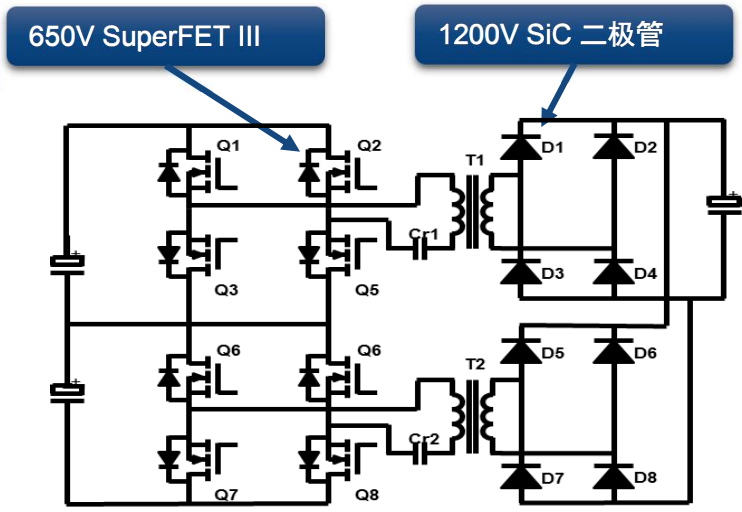 650V SuperFET III
1200V SiC 二极管
Q1
Q2
T1
D1
D2
Cr1
Q3
Q5
D3
D4
Q6
Q6
T2
D5
D6
Cr2
Q7
Q8
D7
D8
+
+
+